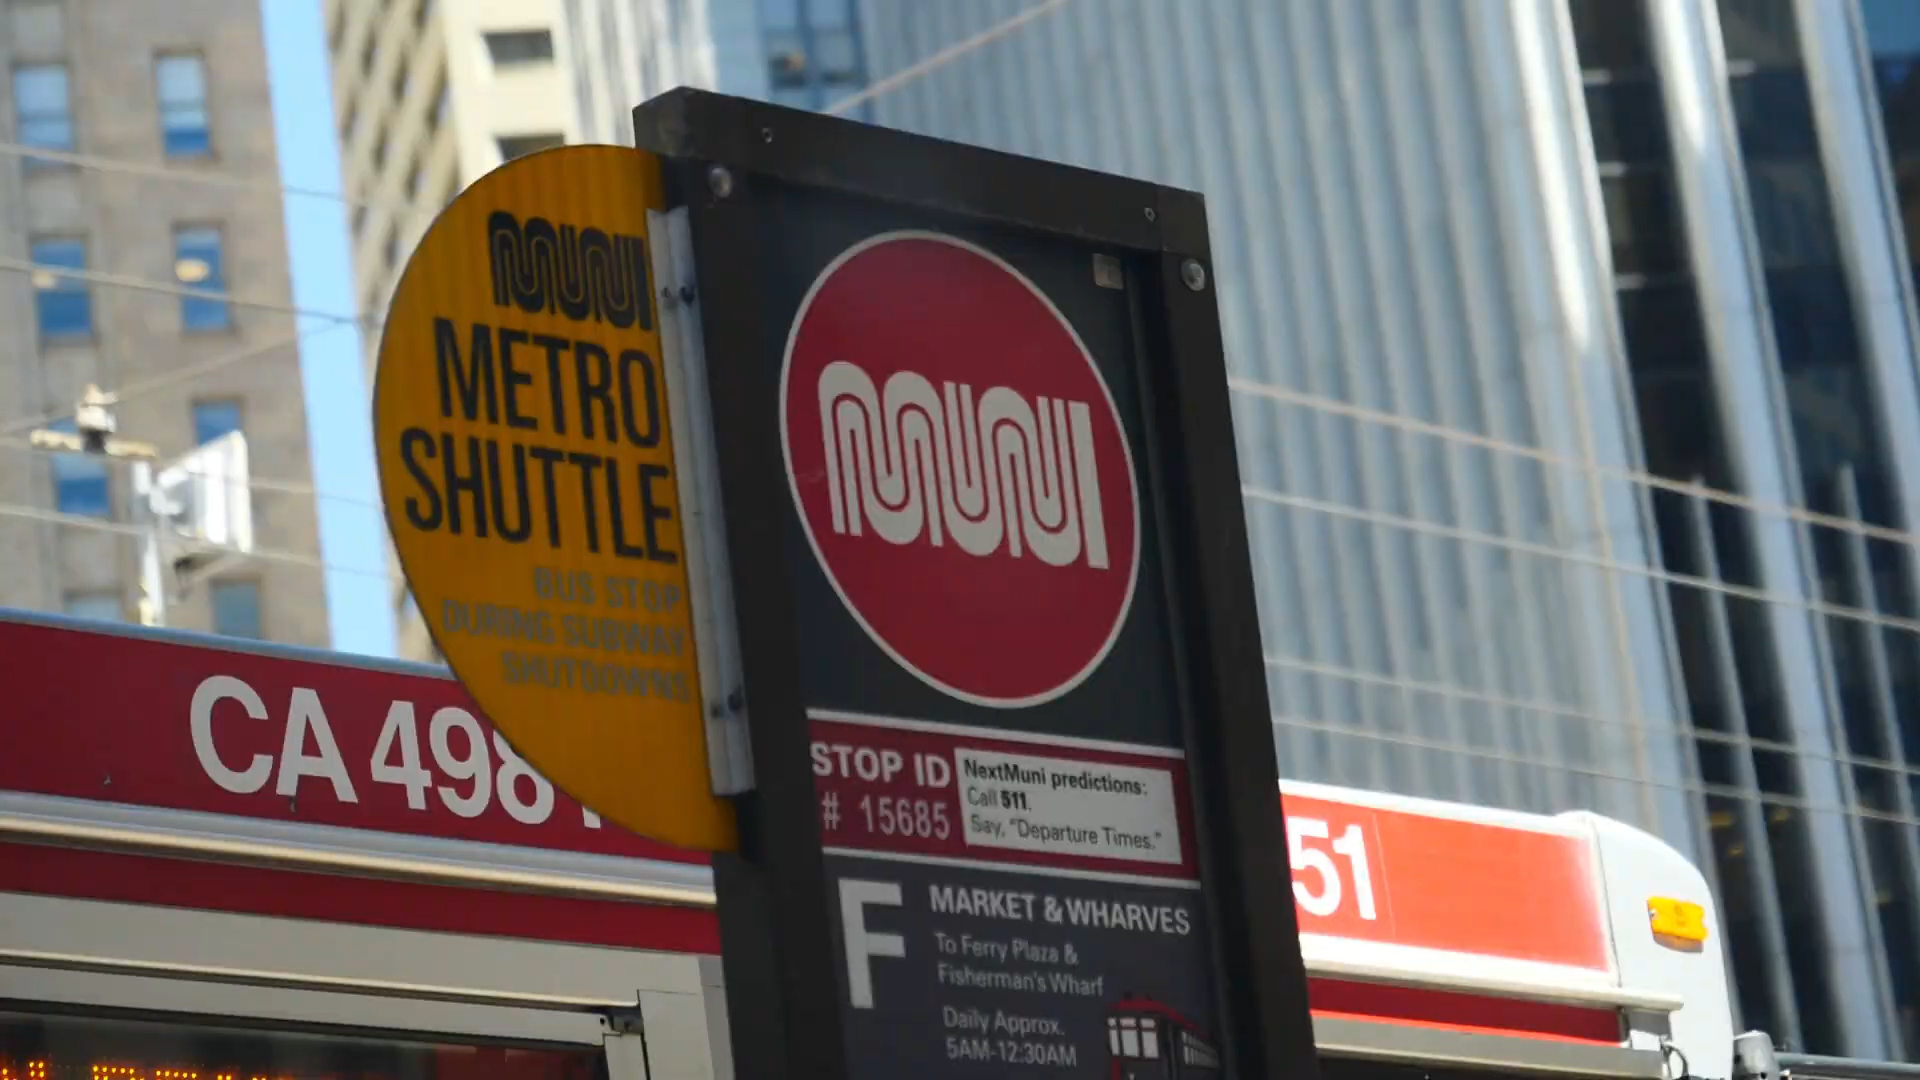 MUNI
METRO
SHUTTLE
BUS STOP
DURING SUBWAY
SHUTDOWNS
MUNI
STOP ID
# 15685
NextMuni predictions:
Call 511.
Say, "Departure Times."
F
MARKET & WHARVES
To Ferry Plaza &
Fisherman's Wharf
Daily Approx.
5AM-12:30AM
CA 498
51